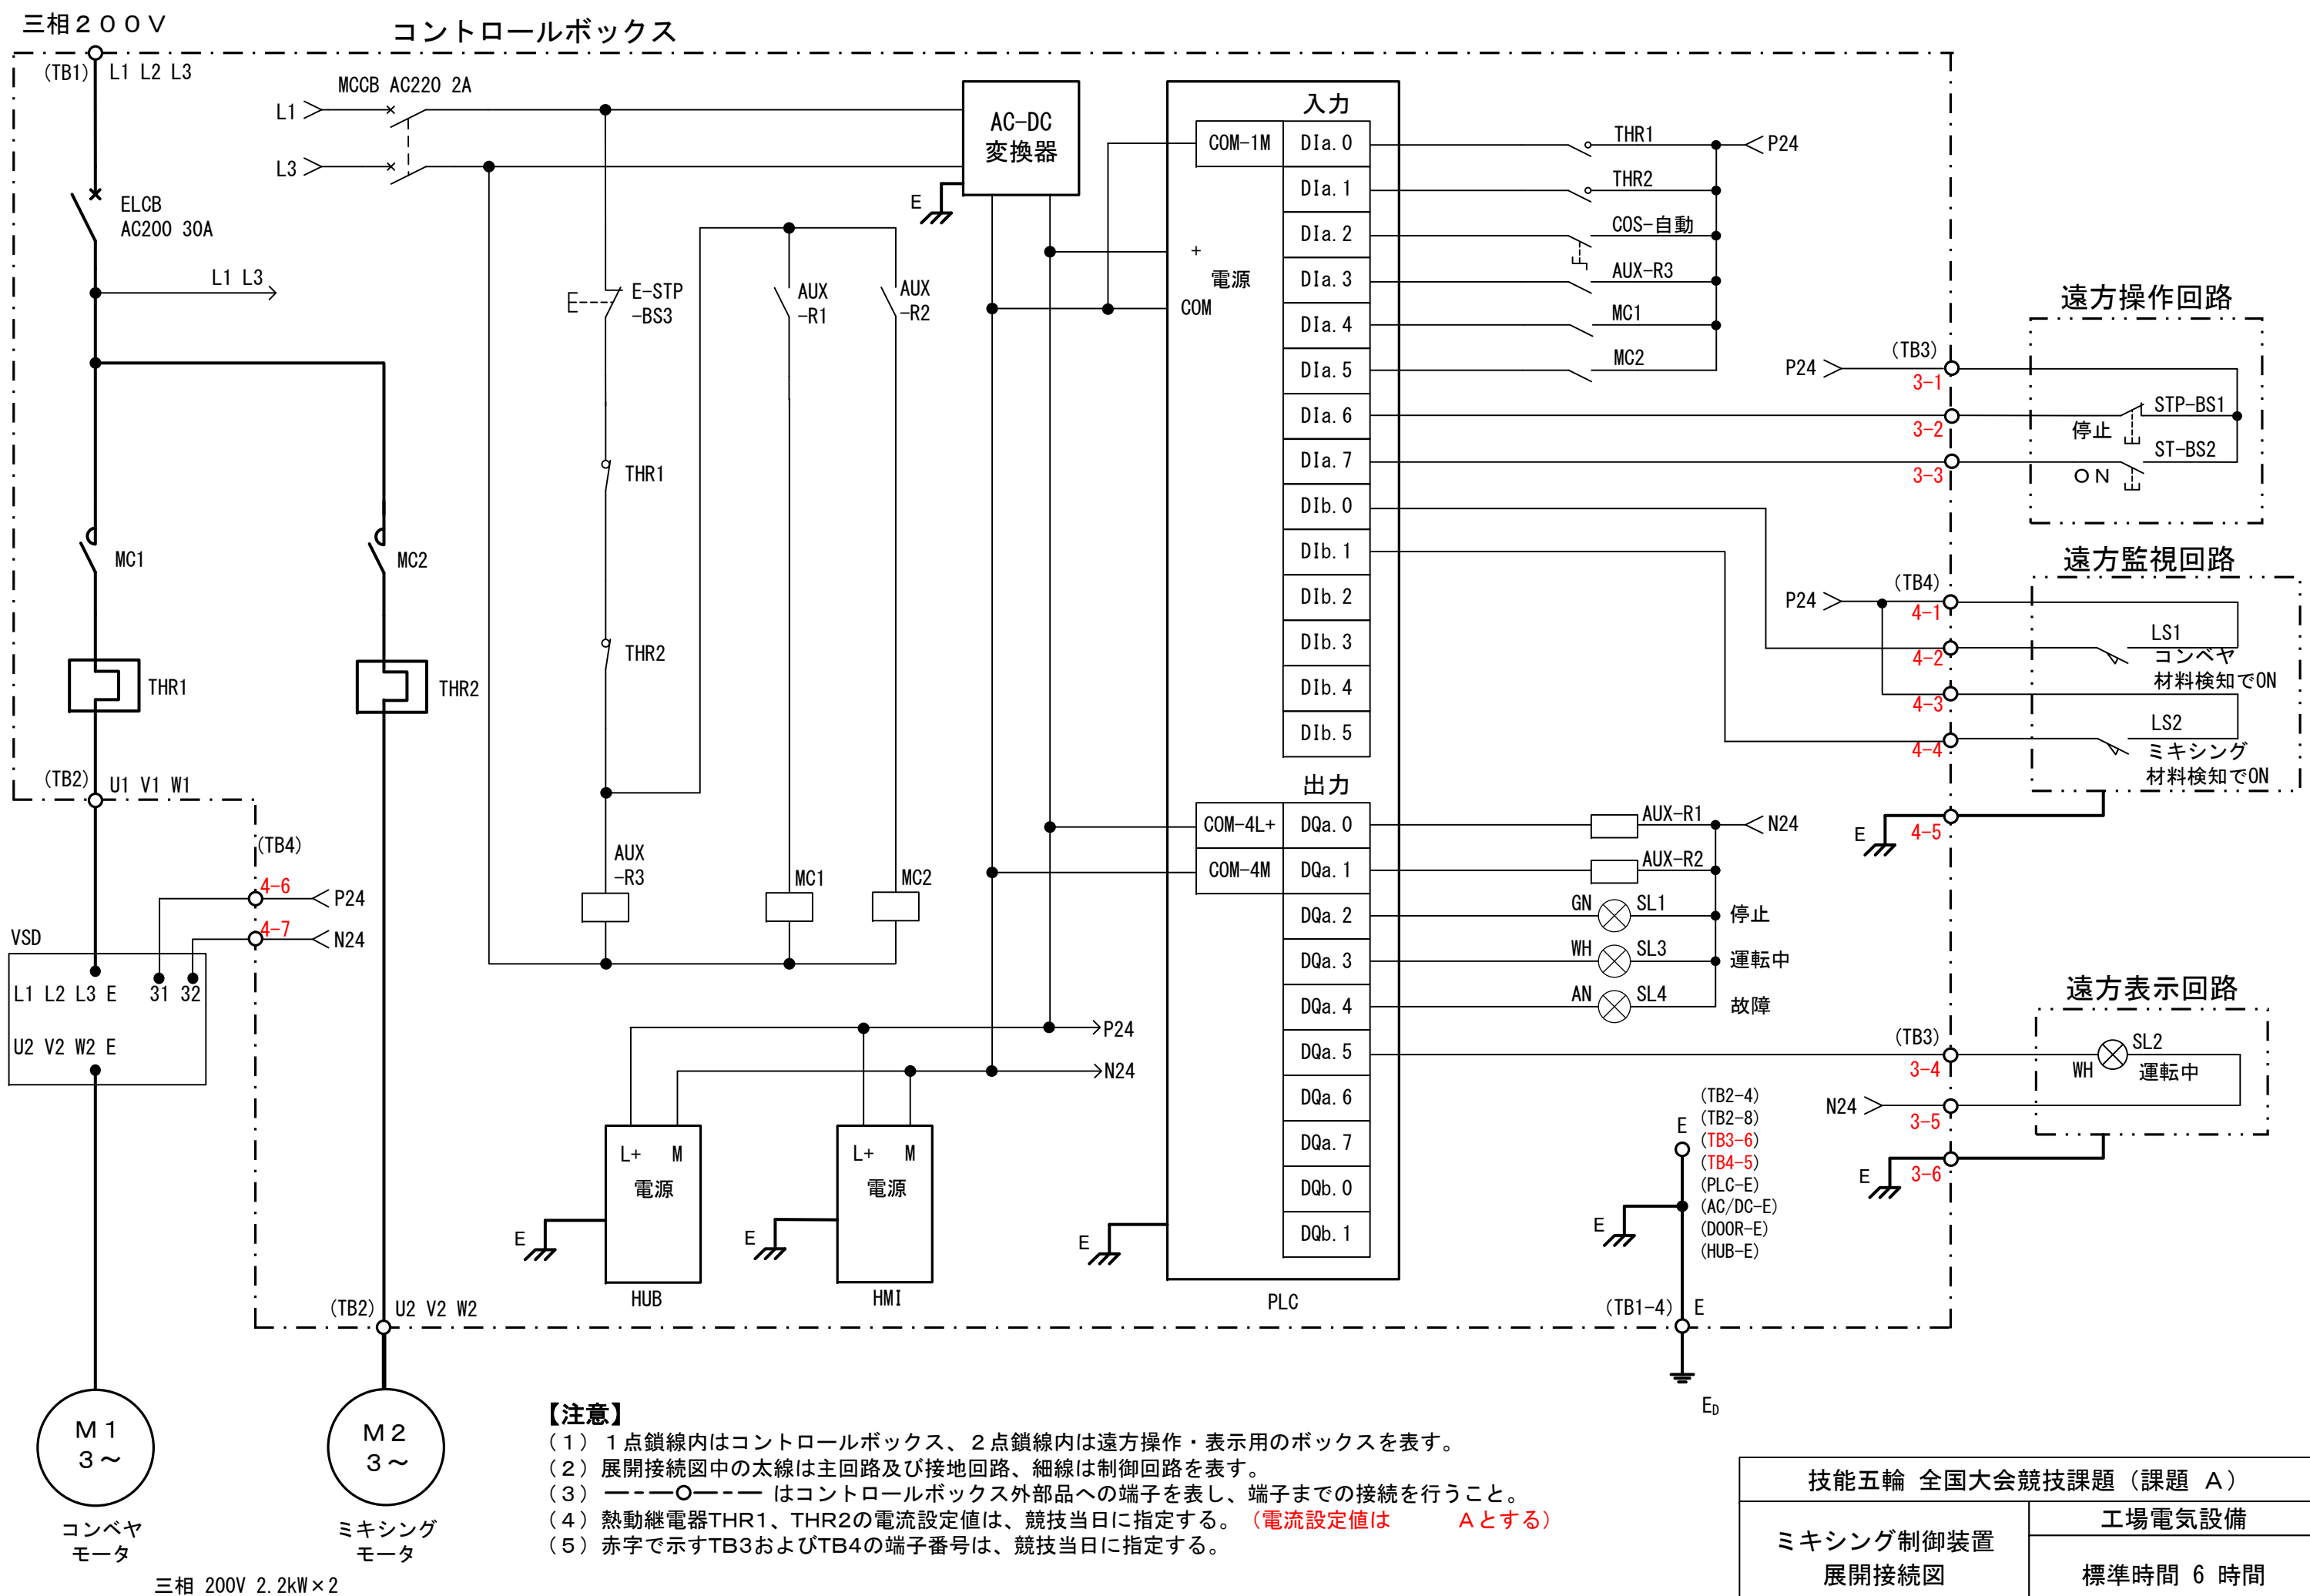 三相２００Ｖ
コントロールボックス
(TB1) L1 L2 L3
MCCB AC220 2A
L1
L3
ELCB
AC200 30A
L1 L3
AC-DC
変換器
E
E-STP
-BS3
AUX
-R1
AUX
-R2
THR1
THR2
MC1
MC2
THR1
THR2
AUX
-R3
MC1
MC2
(TB2) U1 V1 W1
(TB4)
4-6
P24
4-7
N24
VSD
L1 L2 L3 E 31 32
U2 V2 W2 E
P24
N24
L+ M
電源
E
HUB
L+ M
電源
E
HMI
(TB2) U2 V2 W2
Ｍ１
３～
コンベヤ
モータ
Ｍ２
３～
ミキシング
モータ
三相 200V 2.2kW×2
入力
COM-1M
DIa.0
DIa.1
DIa.2
DIa.3
DIa.4
DIa.5
DIa.6
DIa.7
DIb.0
DIb.1
DIb.2
DIb.3
DIb.4
DIb.5
+
電源
COM
出力
COM-4L+
COM-4M
DQa.0
DQa.1
DQa.2
DQa.3
DQa.4
DQa.5
DQa.6
DQa.7
DQb.0
DQb.1
E
PLC
THR1
P24
THR2
COS-自動
AUX-R3
MC1
MC2
遠方操作回路
P24
(TB3)
3-1
3-2
3-3
STP-BS1
停止
ST-BS2
ＯＮ
遠方監視回路
P24
(TB4)
4-1
4-2
4-3
4-4
4-5
E
LS1
コンベヤ
材料検知でON
LS2
ミキシング
材料検知でON
AUX-R1
N24
AUX-R2
GN SL1 停止
WH SL3 運転中
AN SL4 故障
遠方表示回路
(TB3)
3-4
SL2
WH 運転中
N24
3-5
3-6
E
E
(TB2-4)
(TB2-8)
(TB3-6)
(TB4-5)
(PLC-E)
(AC/DC-E)
(DOOR-E)
(HUB-E)
E
(TB1-4) E
ED
【注意】
（１）１点鎖線内はコントロールボックス、２点鎖線内は遠方操作・表示用のボックスを表す。
（２）展開接続図中の太線は主回路及び接地回路、細線は制御回路を表す。
（３） はコントロールボックス外部品への端子を表し、端子までの接続を行うこと。
（４）熱動継電器THR1、THR2の電流設定値は、競技当日に指定する。（電流設定値は　　　Ａとする）
（５）赤字で示すTB3およびTB4の端子番号は、競技当日に指定する。
技能五輪 全国大会競技課題（課題 Ａ）
ミキシング制御装置
展開接続図
工場電気設備
標準時間 6 時間